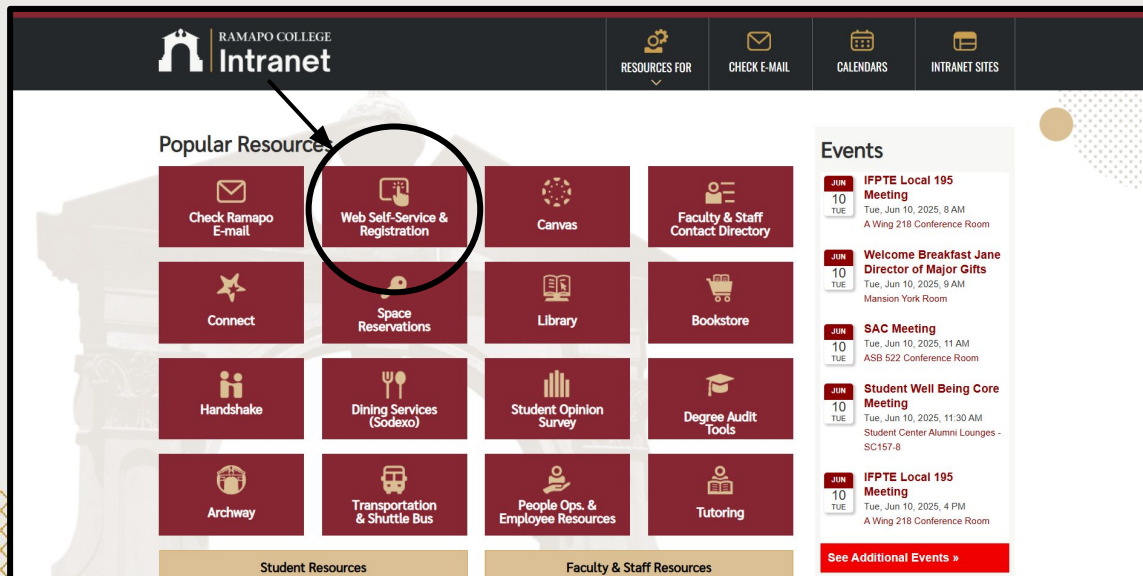 RAMAPO COLLEGE
Intranet
RESOURCES FOR
CHECK E-MAIL
CALENDARS
INTRANET SITES
Popular Resources
Check Ramapo
E-mail
Web Self-Service &
Registration
Canvas
Faculty & Staff
Contact Directory
Connect
Space
Reservations
Library
Bookstore
Handshake
Dining Services
(Sodexo)
Student Opinion
Survey
Degree Audit
Tools
Archway
Transportation
& Shuttle Bus
People Ops. &
Employee Resources
Tutoring
Student Resources
Faculty & Staff Resources
Events
JUN
10
TUE
IFPTE Local 195
Meeting
Tue, Jun 10, 2025, 8 AM
A Wing 218 Conference Room
JUN
10
TUE
Welcome Breakfast Jane
Director of Major Gifts
Tue, Jun 10, 2025, 9 AM
Mansion York Room
JUN
10
TUE
SAC Meeting
Tue, Jun 10, 2025, 11 AM
ASB 522 Conference Room
JUN
10
TUE
Student Well Being Core
Meeting
Tue, Jun 10, 2025, 11:30 AM
Student Center Alumni Lounges -
SC157-8
JUN
10
TUE
IFPTE Local 195
Meeting
Tue, Jun 10, 2025, 4 PM
A Wing 218 Conference Room
See Additional Events »